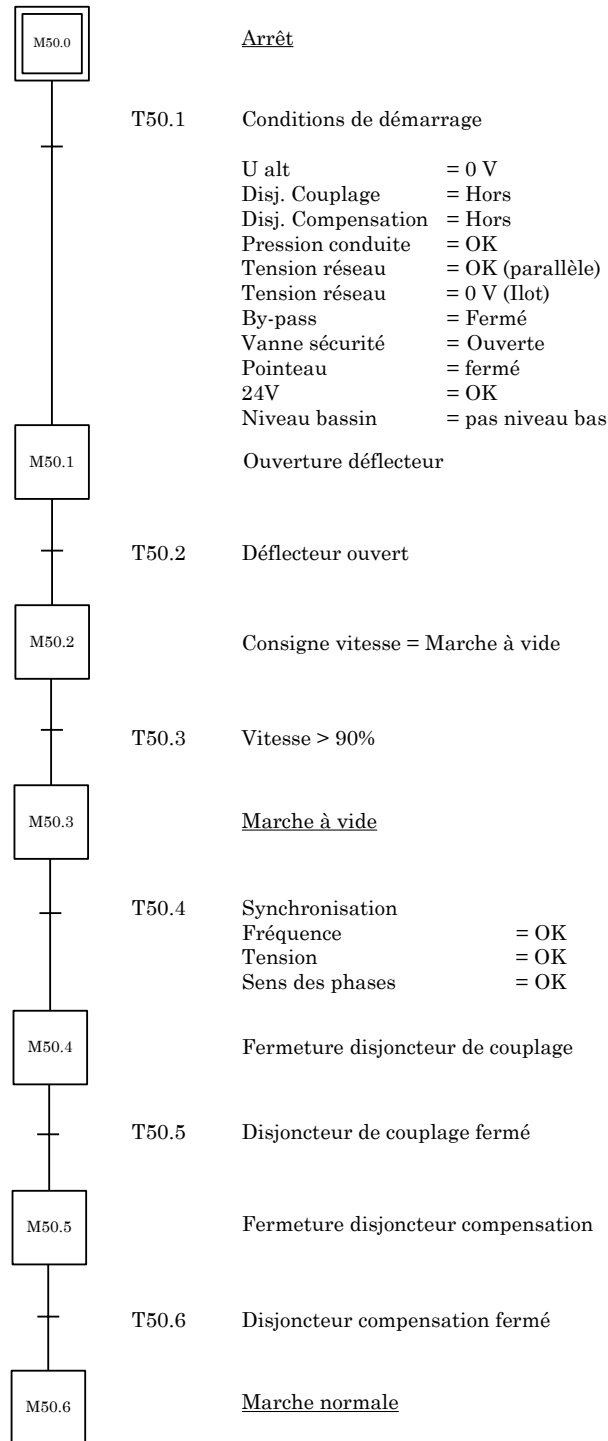 M50.0 Arrêt
T50.1 Conditions de démarrage
U alt = 0 V
Disj. Couplage = Hors
Disj. Compensation = Hors
Pression conduite = OK
Tension réseau = OK (parallèle)
Tension réseau = 0 V (Ilot)
By-pass = Fermé
Vanne sécurité = Ouverte
Pointeau = fermé
24V = OK
Niveau bassin = pas niveau bas
M50.1 Ouverture déflecteur
T50.2 Déflecteur ouvert
M50.2 Consigne vitesse = Marche à vide
T50.3 Vitesse > 90%
M50.3 Marche à vide
T50.4 Synchronisation
Fréquence = OK
Tension = OK
Sens des phases = OK
M50.4 Fermeture disjoncteur de couplage
T50.5 Disjoncteur de couplage fermé
M50.5 Fermeture disjoncteur compensation
T50.6 Disjoncteur compensation fermé
M50.6 Marche normale